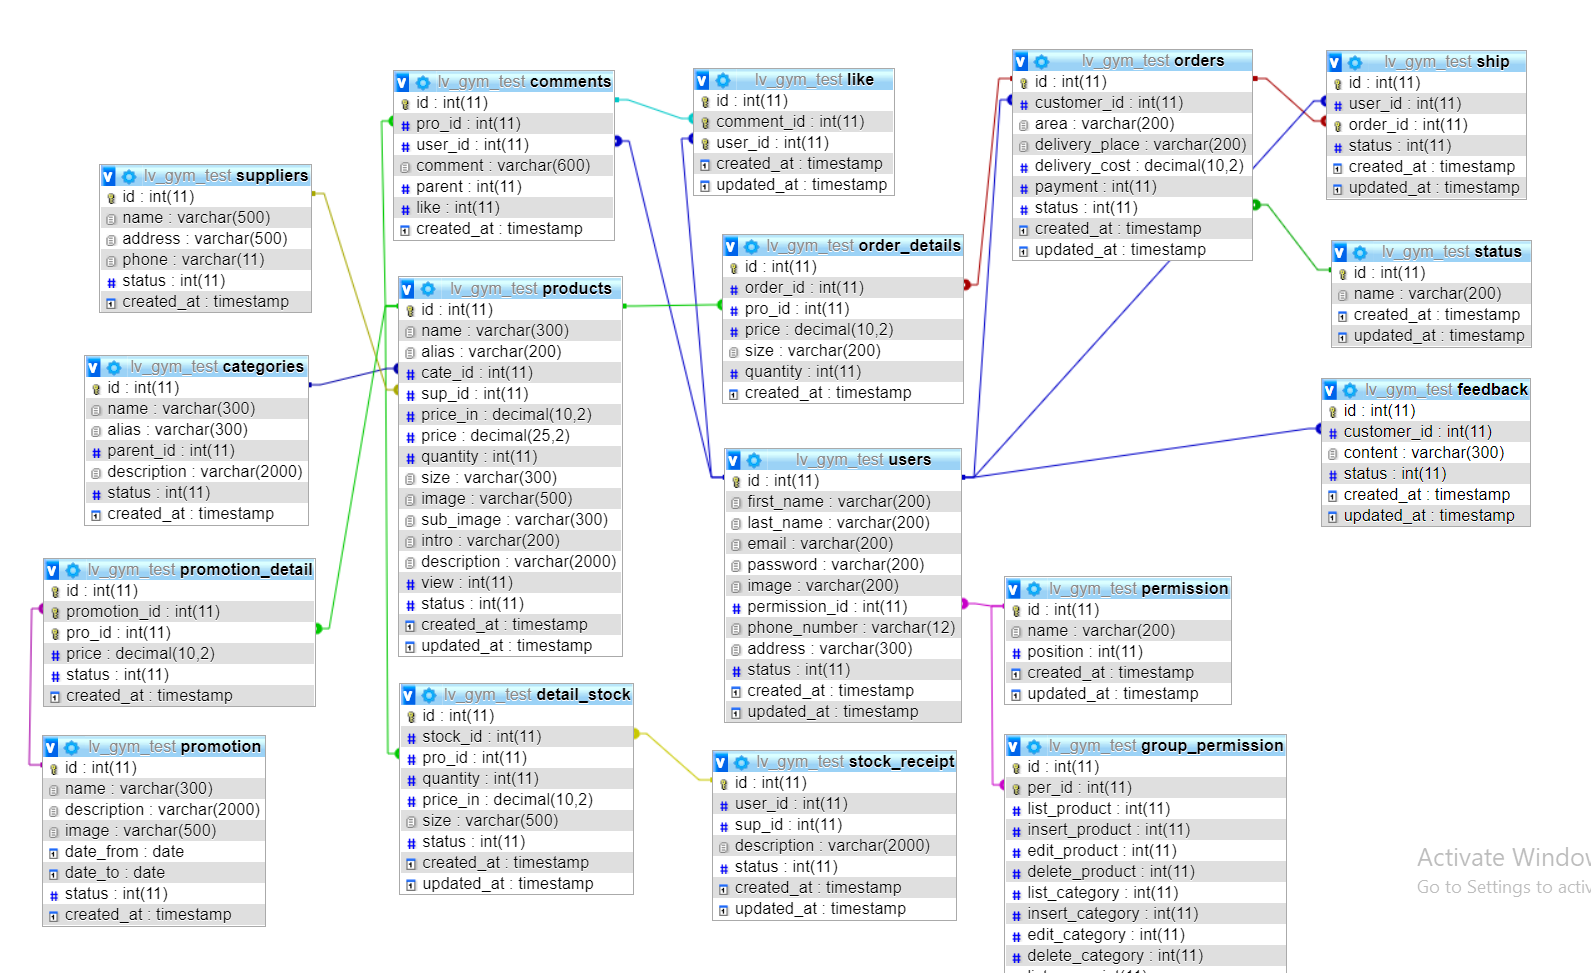 lv_gym_test comments
id : int(11)
pro_id : int(11)
user_id : int(11)
comment : varchar(600)
parent : int(11)
like : int(11)
created_at : timestamp
lv_gym_test like
id : int(11)
comment_id : int(11)
user_id : int(11)
created_at : timestamp
updated_at : timestamp
lv_gym_test orders
id : int(11)
customer_id : int(11)
area : varchar(200)
delivery_place : varchar(200)
delivery_cost : decimal(10,2)
payment : int(11)
status : int(11)
created_at : timestamp
updated_at : timestamp
lv_gym_test ship
id : int(11)
user_id : int(11)
order_id : int(11)
status : int(11)
created_at : timestamp
updated_at : timestamp
lv_gym_test suppliers
id : int(11)
name : varchar(500)
address : varchar(500)
phone : varchar(11)
status : int(11)
created_at : timestamp
lv_gym_test products
id : int(11)
name : varchar(300)
alias : varchar(200)
cate_id : int(11)
sup_id : int(11)
price_in : decimal(10,2)
price : decimal(25,2)
quantity : int(11)
size : varchar(300)
image : varchar(500)
sub_image : varchar(300)
intro : varchar(200)
description : varchar(2000)
view : int(11)
status : int(11)
created_at : timestamp
updated_at : timestamp
lv_gym_test order_details
id : int(11)
order_id : int(11)
pro_id : int(11)
price : decimal(10,2)
size : varchar(200)
quantity : int(11)
created_at : timestamp
lv_gym_test status
id : int(11)
name : varchar(200)
created_at : timestamp
updated_at : timestamp
lv_gym_test categories
id : int(11)
name : varchar(300)
alias : varchar(300)
parent_id : int(11)
description : varchar(2000)
status : int(11)
created_at : timestamp
lv_gym_test users
id : int(11)
first_name : varchar(200)
last_name : varchar(200)
email : varchar(200)
password : varchar(200)
image : varchar(200)
permission_id : int(11)
phone_number : varchar(12)
address : varchar(300)
status : int(11)
created_at : timestamp
updated_at : timestamp
lv_gym_test feedback
id : int(11)
customer_id : int(11)
content : varchar(300)
status : int(11)
created_at : timestamp
updated_at : timestamp
lv_gym_test promotion_detail
id : int(11)
promotion_id : int(11)
pro_id : int(11)
price : decimal(10,2)
status : int(11)
created_at : timestamp
lv_gym_test permission
id : int(11)
name : varchar(200)
position : int(11)
created_at : timestamp
updated_at : timestamp
lv_gym_test promotion
id : int(11)
name : varchar(300)
description : varchar(2000)
image : varchar(500)
date_from : date
date_to : date
status : int(11)
created_at : timestamp
lv_gym_test detail_stock
id : int(11)
stock_id : int(11)
pro_id : int(11)
quantity : int(11)
price_in : decimal(10,2)
size : varchar(500)
status : int(11)
created_at : timestamp
updated_at : timestamp
lv_gym_test stock_receipt
id : int(11)
user_id : int(11)
sup_id : int(11)
description : varchar(2000)
status : int(11)
created_at : timestamp
updated_at : timestamp
lv_gym_test group_permission
id : int(11)
per_id : int(11)
list_product : int(11)
insert_product : int(11)
edit_product : int(11)
delete_product : int(11)
list_category : int(11)
insert_category : int(11)
edit_category : int(11)
delete_category : int(11)
Activate Window
Go to Settings to activ